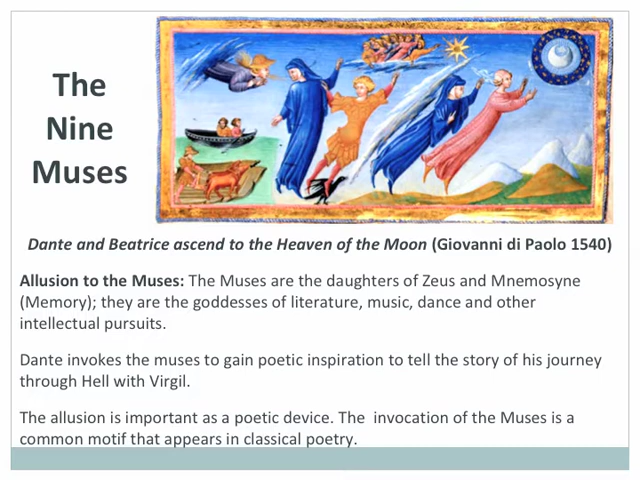 The
Nine
Muses
Dante and Beatrice ascend to the Heaven of the Moon (Giovanni di Paolo 1540)
Allusion to the Muses: The Muses are the daughters of Zeus and Mnemosyne
(Memory); they are the goddesses of literature, music, dance and other
intellectual pursuits.
Dante invokes the muses to gain poetic inspiration to tell the story of his journey
through Hell with Virgil.
The allusion is important as a poetic device. The  invocation of the Muses is a
common motif that appears in classical poetry.